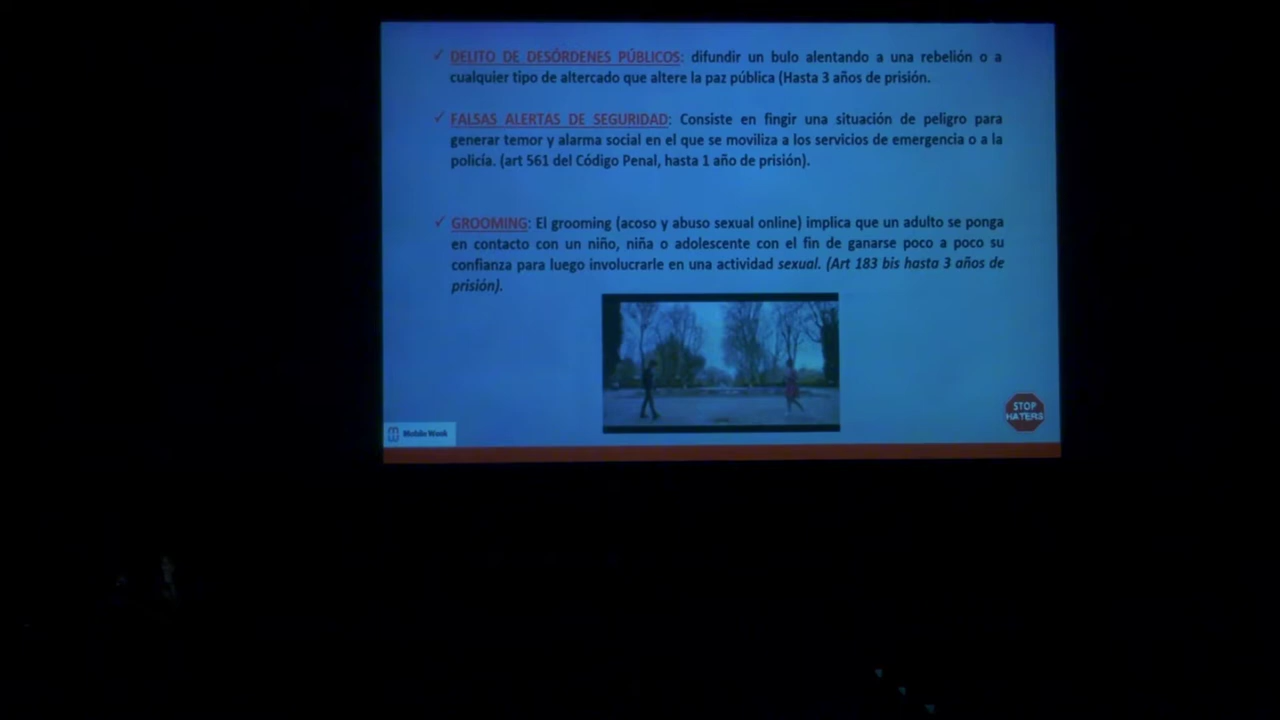 ✓ DELITO DE DESÓRDENES PÚBLICOS: difundir un bulo alentando a una rebelión o a
cualquier tipo de altercado que altere la paz pública (Hasta 3 años de prisión.
✓ FALSAS ALERTAS DE SEGURIDAD: Consiste en fingir una situación de peligro para
generar temor y alarma social en el que se moviliza a los servicios de emergencia o a la
policía. (art 561 del Código Penal, hasta 1 año de prisión).
✓ GROOMING: El grooming (acoso y abuso sexual online) implica que un adulto se ponga
en contacto con un niño, niña o adolescente con el fin de ganarse poco a poco su
confianza para luego involucrarle en una actividad sexual. (Art 183 bis hasta 3 años de
prisión).
STOP
HATERS
Mobile Week